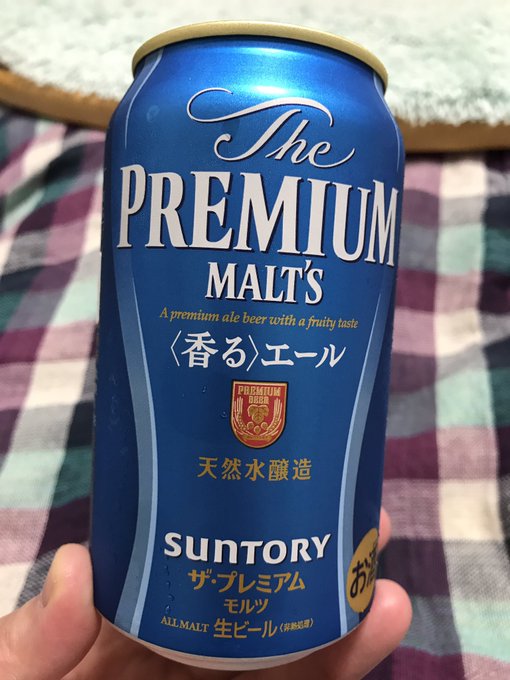 The
PREMIUM
MALT'S
A premium ale beer with a fruity taste
〈香る〉エール
PREMIUM
BEER
天然水醸造
SUNTORY
ザ・プレミアム
モルツ
ALL MALT 生ビール (非熱処理)
お酒